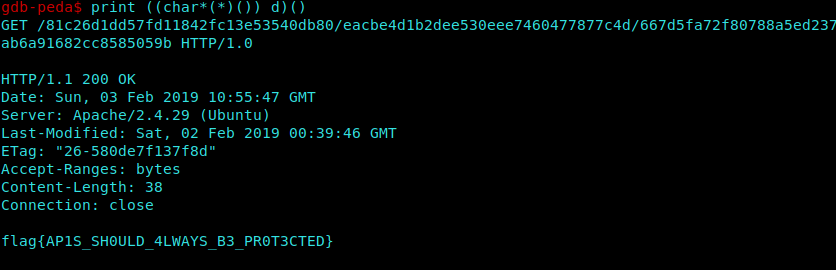 gdb-peda$ print ((char*(*)()) d)()
GET /81c26d1dd57fd11842fc13e53540db80/eacbe4d1b2dee530eee7460477877c4d/667d5fa72f80788a5ed237
ab6a91682cc8585059b HTTP/1.0
HTTP/1.1 200 OK
Date: Sun, 03 Feb 2019 10:55:47 GMT
Server: Apache/2.4.29 (Ubuntu)
Last-Modified: Sat, 02 Feb 2019 00:39:46 GMT
ETag: "26-580de7f137f8d"
Accept-Ranges: bytes
Content-Length: 38
Connection: close
flag{AP1S_SH0ULD_4LWAYS_B3_PR0T3CTED}